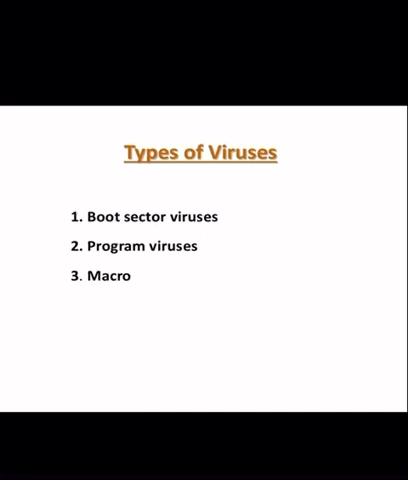 Types of Viruses
1. Boot sector viruses
2. Program viruses
3. Macro